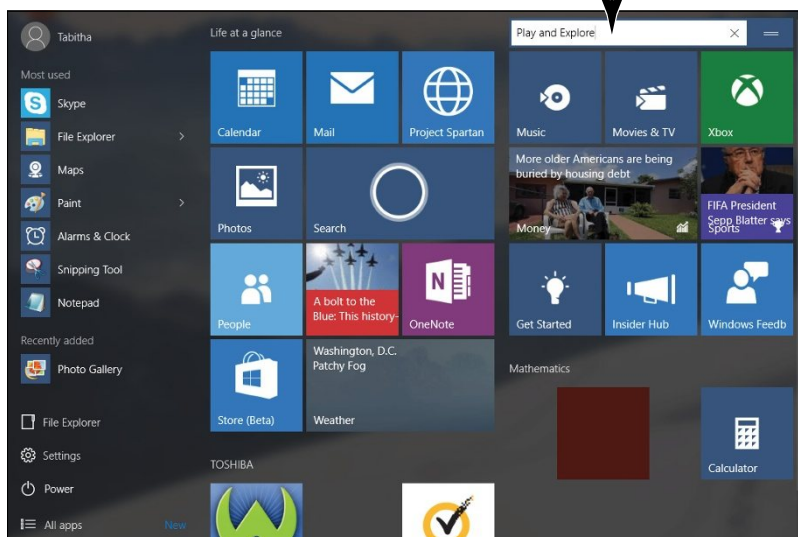 Tabitha
Most used
Skype
File Explorer
Maps
Paint
Alarms & Clock
Snipping Tool
Notepad
Recently added
Photo Gallery
File Explorer
Settings
Power
All apps New
Life at a glance
Calendar
Mail
Project Spartan
Photos
Search
People
A bolt to the
Blue: This history-
N
OneNote
Store (Beta)
Washington, D.C.
Patchy Fog
Weather
TOSHIBA
Play and Explore
Music
Movies & TV
Xbox
More older Americans are being
buried by housing debt
Money
FIFA President
Sepp Blatter says
Sports
Get Started
Insider Hub
Windows Feedb
Mathematics
Calculator